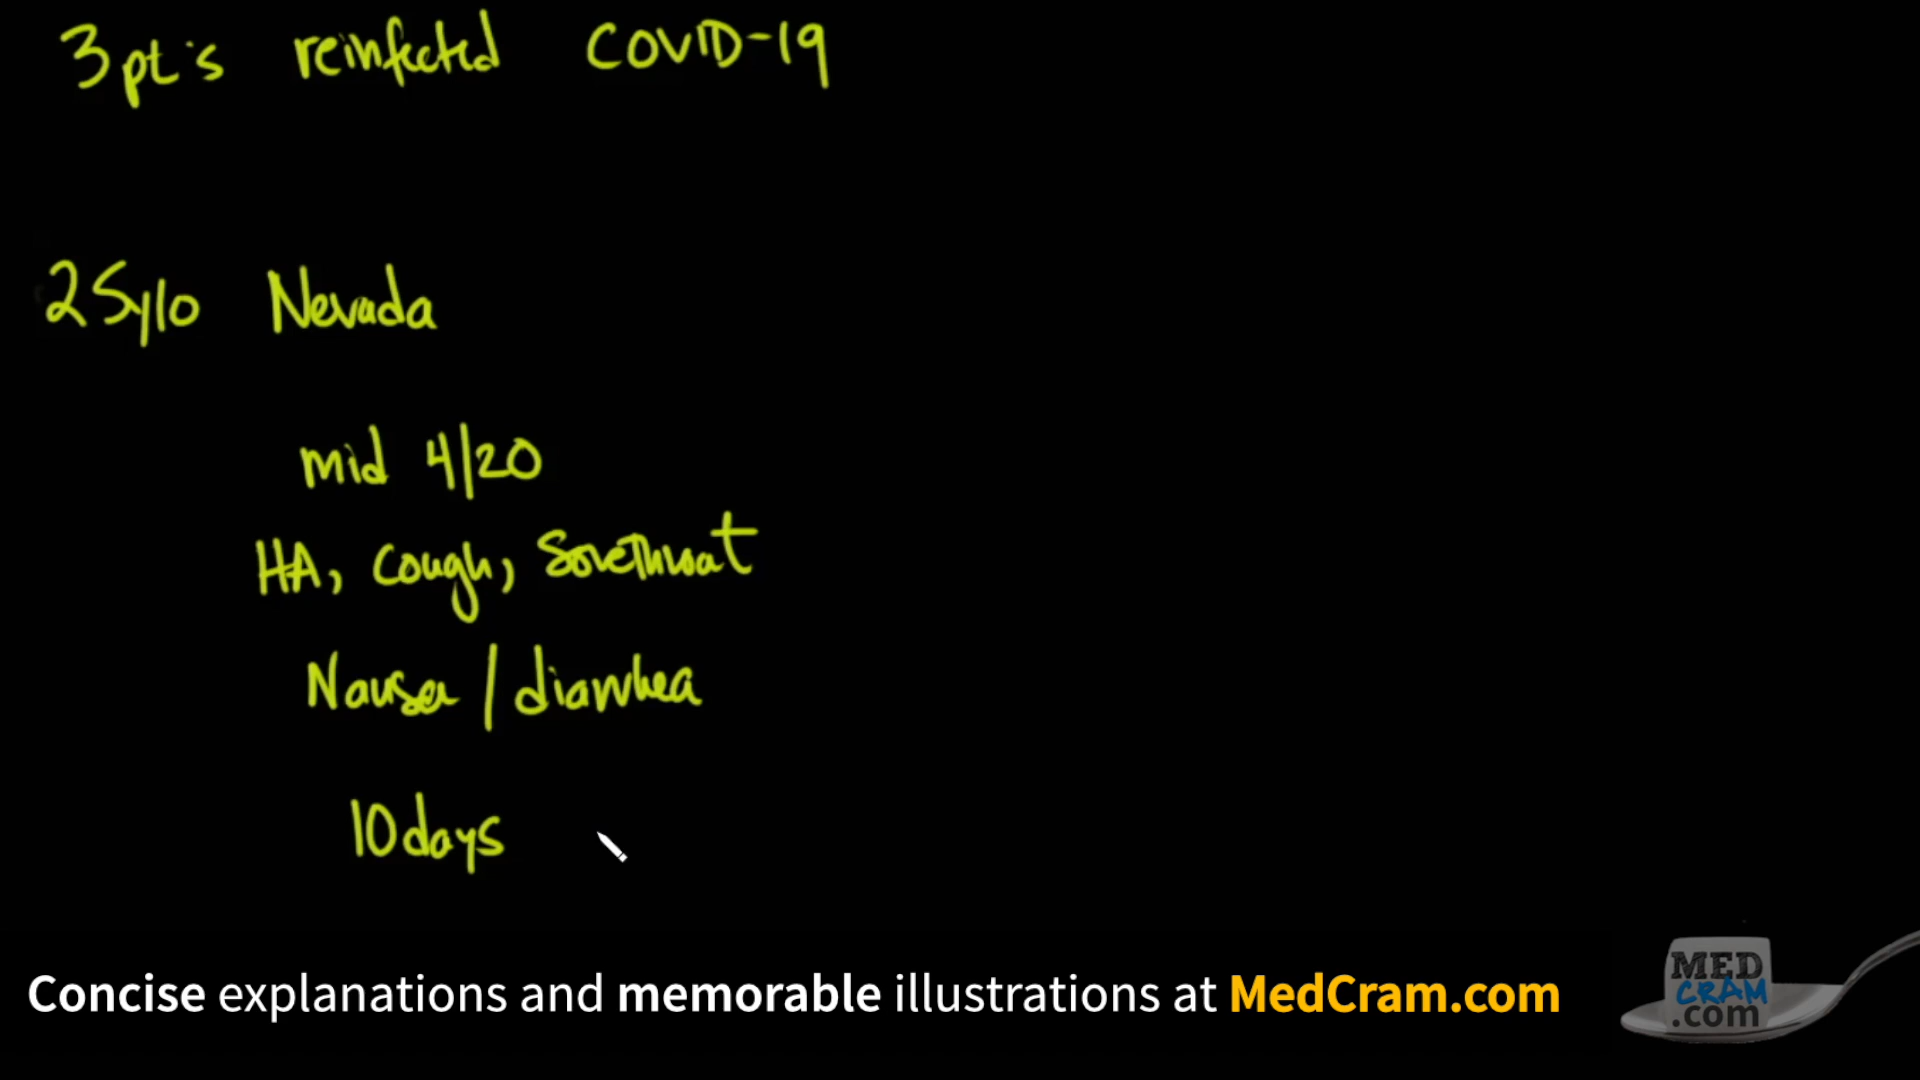 3 pt's reinfected COVID-19
25 y/o Nevada
mid 4/20
HA, Cough, Sorethroat
Nausea / diarrhea
10 days
Concise explanations and memorable illustrations at MedCram.com
MED
CRAM
.com